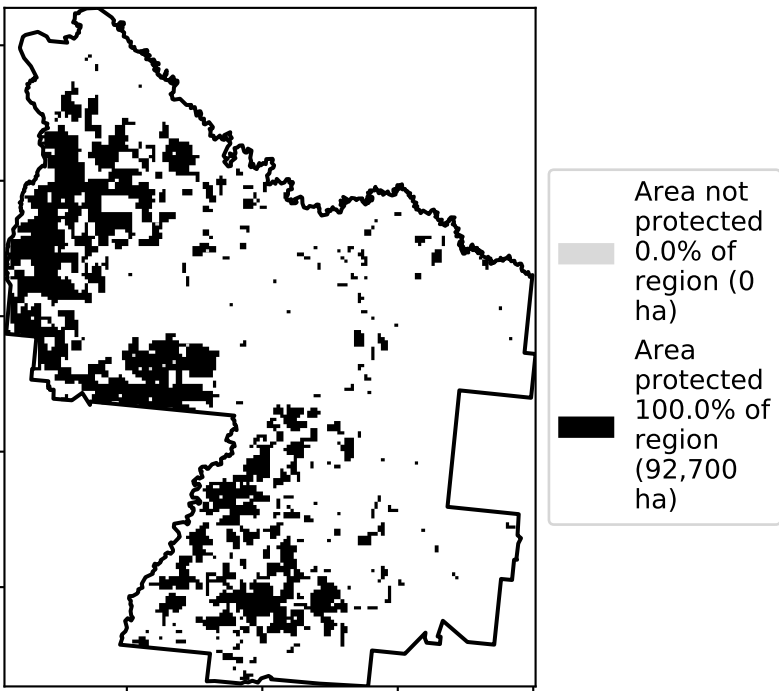 Area not
protected
0.0% of
region (0
ha)
Area
protected
100.0% of
region
(92,700
ha)